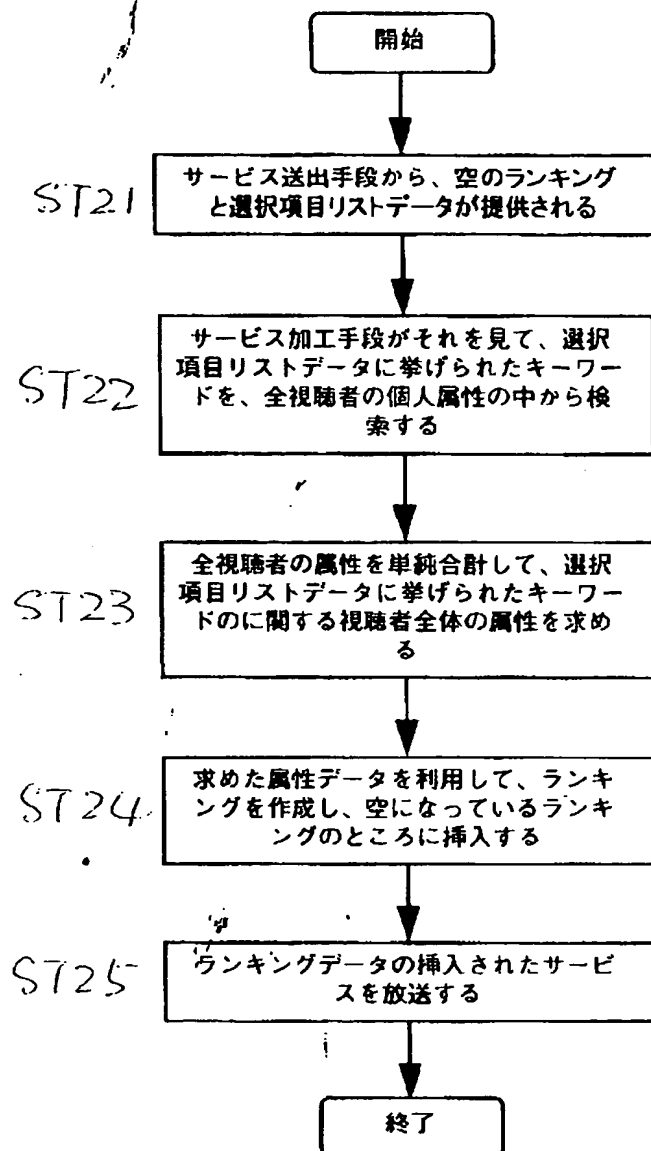 開始
ST21
サービス送出手段から、空のランキング
と選択項目リストデータが提供される
ST22
サービス加工手段がそれを見て、選択
項目リストデータに挙げられたキーワー
ドを、全視聴者の個人属性の中から検
索する
ST23
全視聴者の属性を単純合計して、選択
項目リストデータに挙げられたキーワー
ドのに関する視聴者全体の属性を求め
る
ST24
求めた属性データを利用して、ランキ
ングを作成し、空になっているランキ
ングのところに挿入する
ST25
ランキングデータの挿入されたサービ
スを放送する
終了